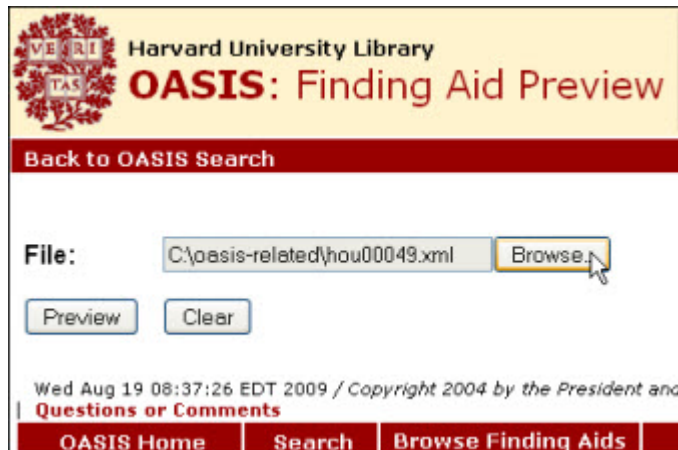 VE RI
TAS
Harvard University Library
OASIS: Finding Aid Preview
Back to OASIS Search
File: C:\oasis-related\hou00049.xml Browse..
Preview Clear
Wed Aug 19 08:37:26 EDT 2009 / Copyright 2004 by the President and
| Questions or Comments
OASIS Home Search Browse Finding Aids